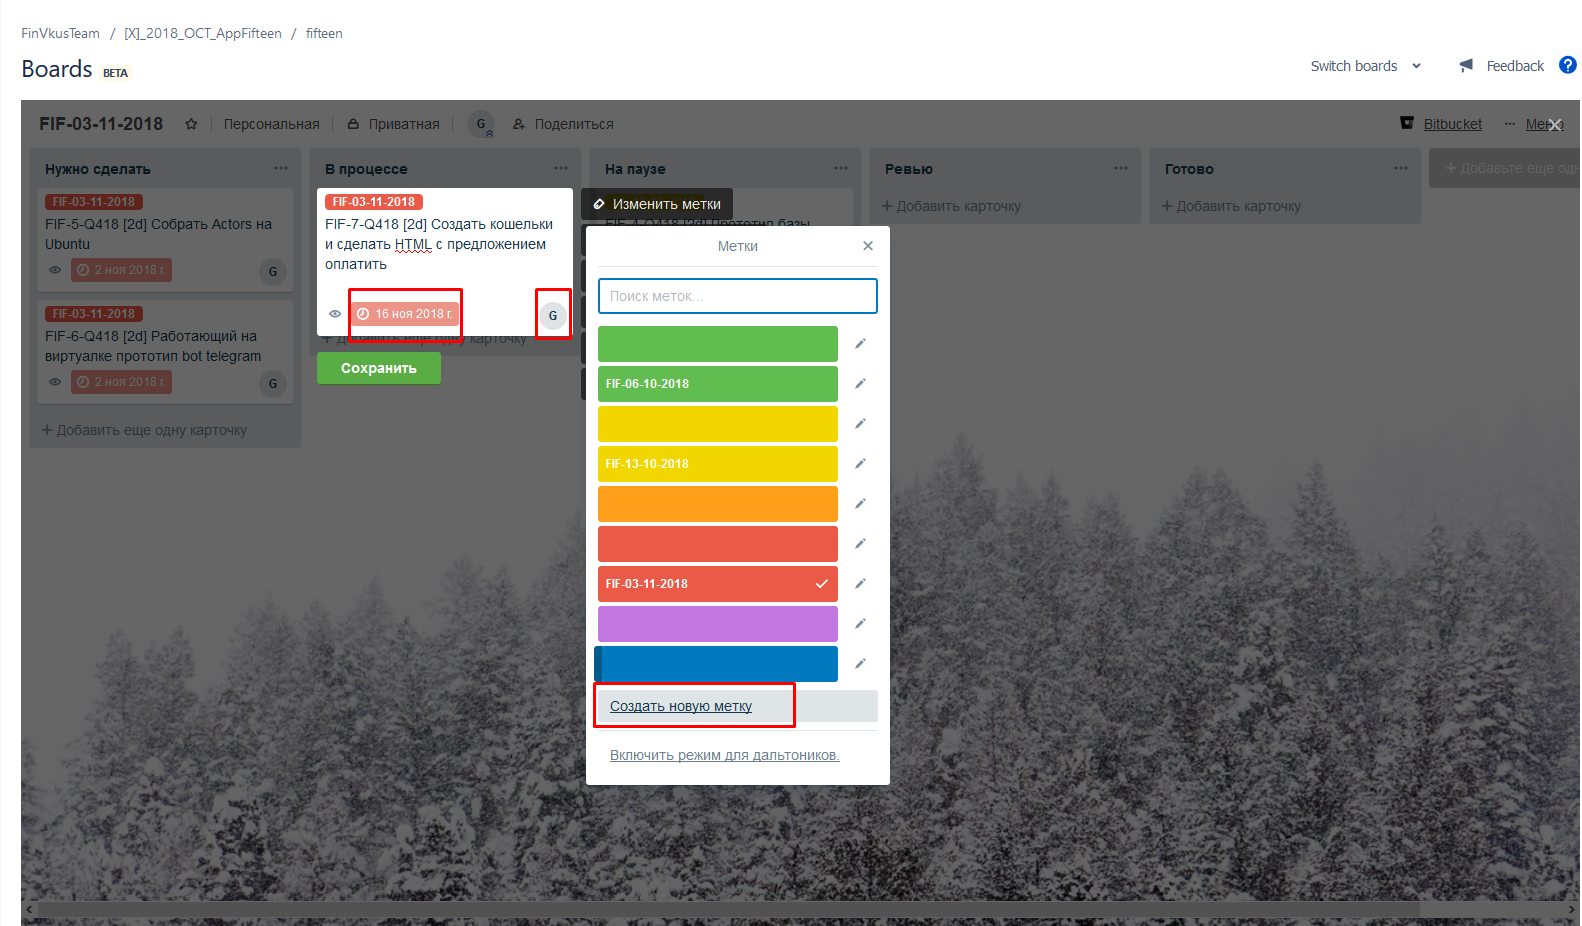 FinVkusTeam / [X]_2018_OCT_AppFifteen / fifteen
Boards BETA
Switch boards
Feedback ?
FIF-03-11-2018
Персональная
Приватная
G
Поделиться
Bitbucket
··· Меню
Нужно сделать ···
FIF-03-11-2018
FIF-5-Q418 [2d] Собрать Actors на
Ubuntu
2 ноя 2018 г.
G
FIF-03-11-2018
FIF-6-Q418 [2d] Работающий на
виртуалке прототип bot telegram
2 ноя 2018 г.
G
+ Добавить еще одну карточку
В процессе ···
FIF-03-11-2018
FIF-7-Q418 [2d] Создать кошельки
и сделать HTML с предложением
оплатить
16 ноя 2018 г.
G
+ Добавить еще одну карточку
Сохранить
На паузе ···
Изменить метки
FIF-4-Q418 [2d] Прототип базы
Метки
Поиск меток...
FIF-06-10-2018
FIF-13-10-2018
FIF-03-11-2018
Создать новую метку
Включить режим для дальтоников.
Ревью ···
+ Добавить карточку
Готово ···
+ Добавить карточку
+ Добавьте еще